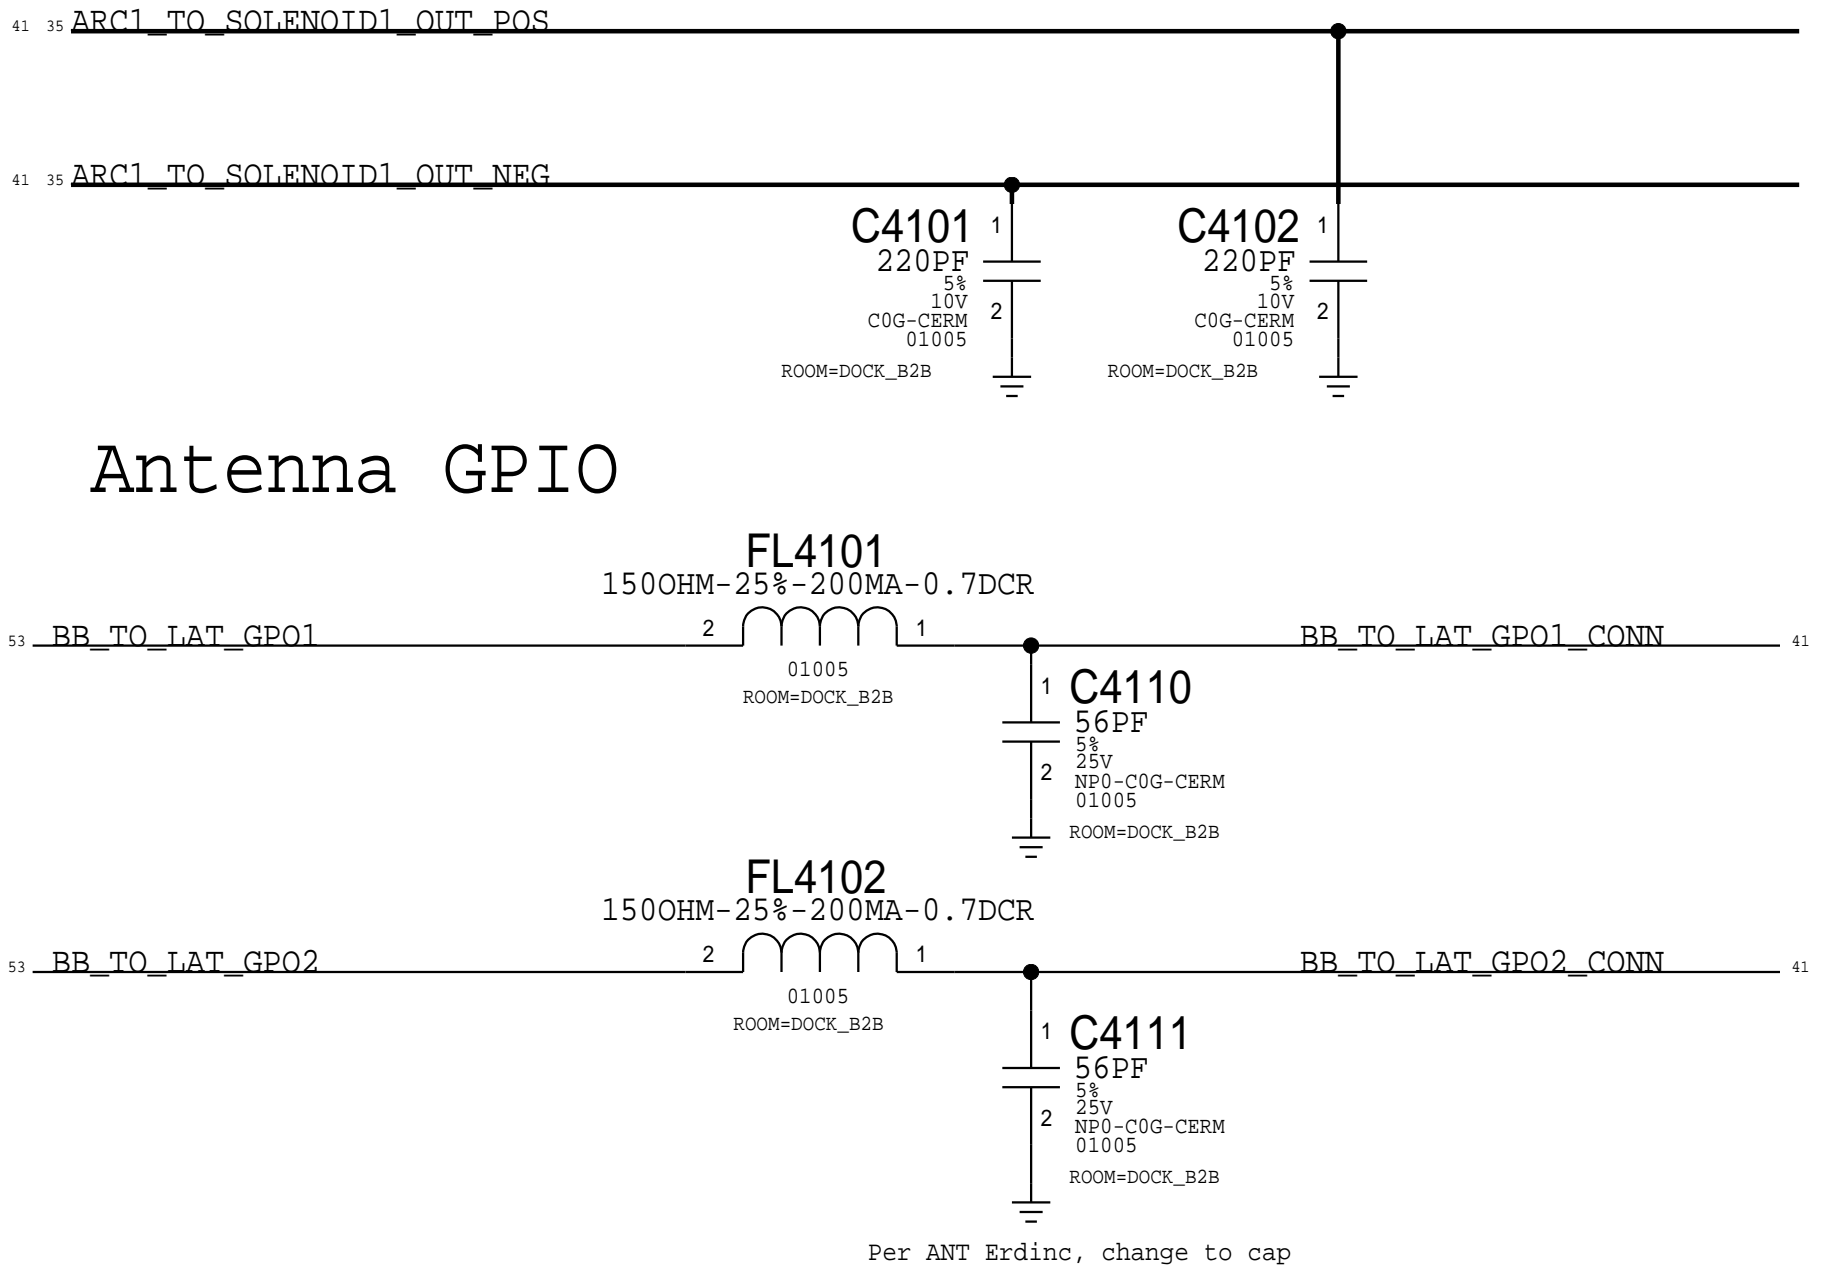 41 35 ARC1_TO_SOLENOID1_OUT_POS
41 35 ARC1_TO_SOLENOID1_OUT_NEG
C4101 1
220PF
5%
10V
2
C0G-CERM
01005
ROOM=DOCK_B2B
C4102 1
220PF
5%
10V
2
C0G-CERM
01005
ROOM=DOCK_B2B
Antenna GPIO
FL4101
150OHM-25%-200MA-0.7DCR
53 BB_TO_LAT_GPO1 2 1 BB_TO_LAT_GPO1_CONN 41
01005
ROOM=DOCK_B2B
1 C4110
56PF
5%
25V
2
NP0-C0G-CERM
01005
ROOM=DOCK_B2B
FL4102
150OHM-25%-200MA-0.7DCR
53 BB_TO_LAT_GPO2 2 1 BB_TO_LAT_GPO2_CONN 41
01005
ROOM=DOCK_B2B
1 C4111
56PF
5%
25V
2
NP0-C0G-CERM
01005
ROOM=DOCK_B2B
Per ANT Erdinc, change to cap